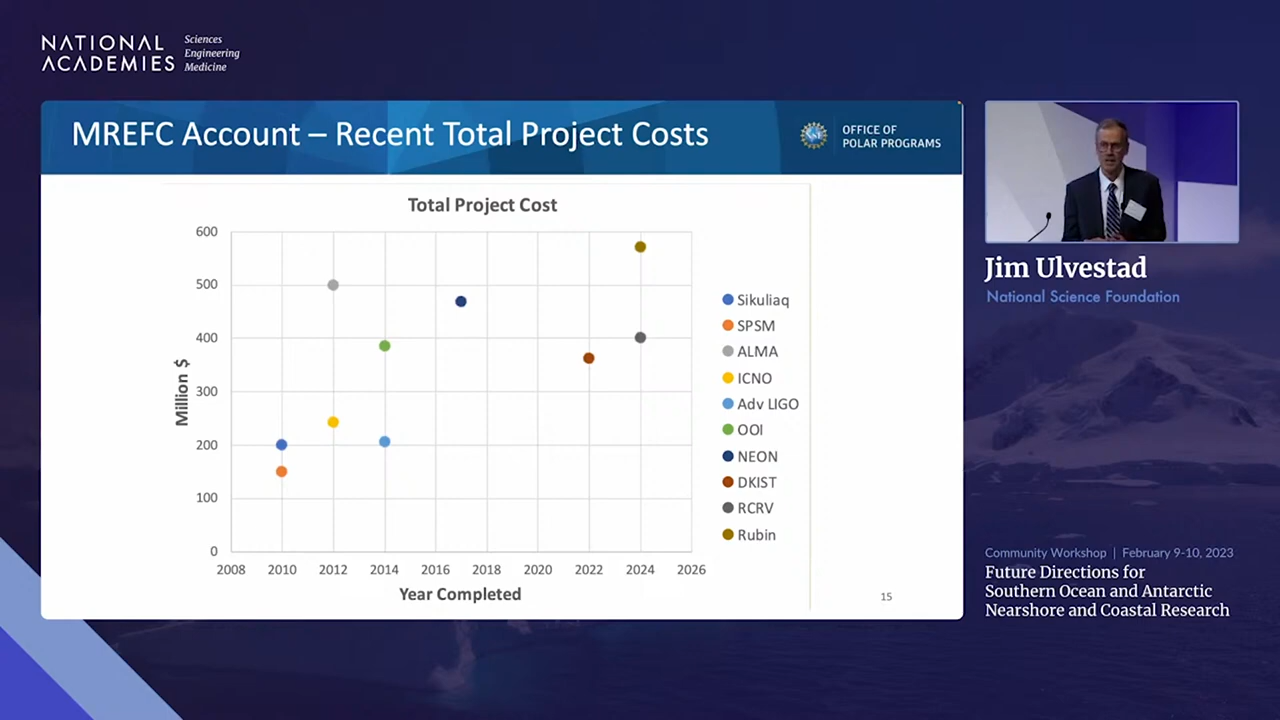 NATIONAL
ACADEMIES
Sciences
Engineering
Medicine
MREFC Account – Recent Total Project Costs
OFFICE OF
POLAR PROGRAMS
Total Project Cost
600
500
400
300
200
100
0
Million $
2008 2010 2012 2014 2016 2018 2020 2022 2024 2026
Year Completed
Sikuliaq
SPSM
ALMA
ICNO
Adv LIGO
OOI
NEON
DKIST
RCRV
Rubin
15
Jim Ulvestad
National Science Foundation
Community Workshop | February 9-10, 2023
Future Directions for
Southern Ocean and Antarctic
Nearshore and Coastal Research